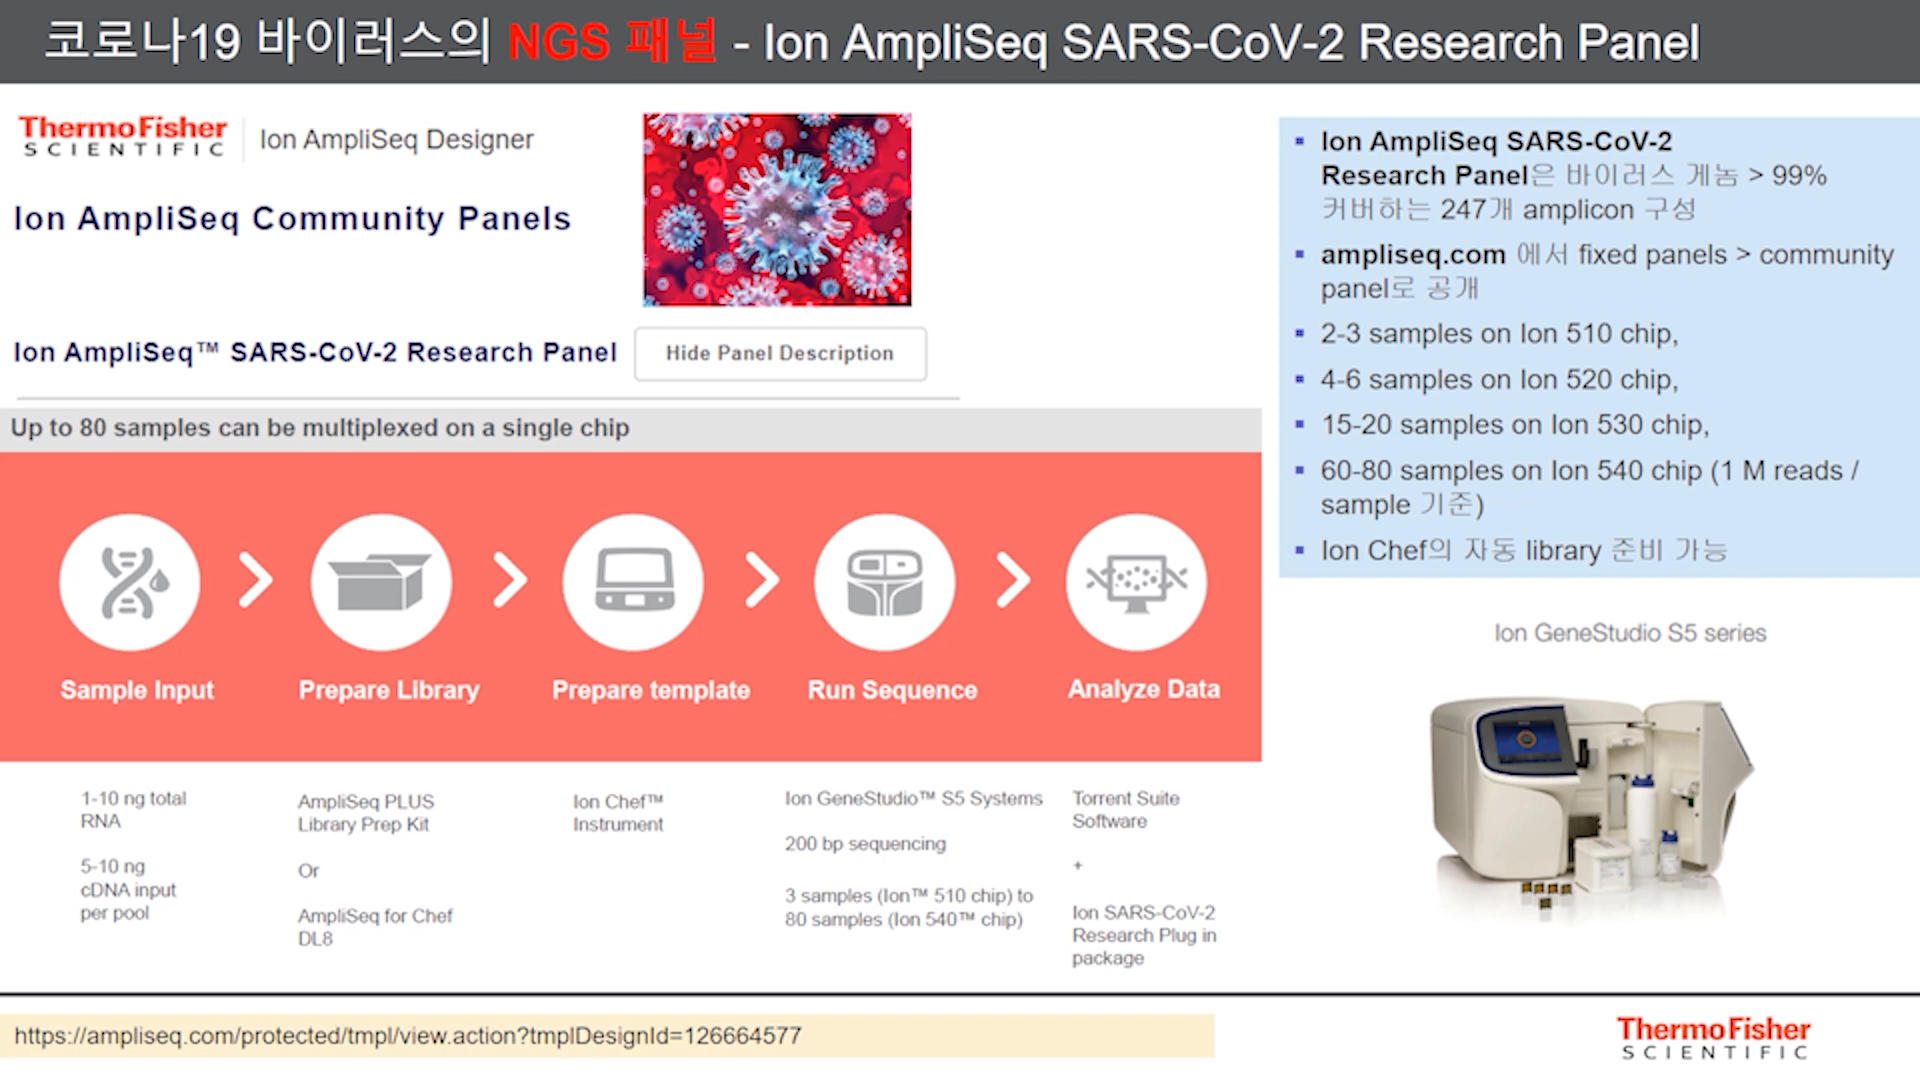 코로나19 바이러스의 NGS 패널 - Ion AmpliSeq SARS-CoV-2 Research Panel
ThermoFisher
SCIENTIFIC
Ion AmpliSeq Designer
Ion AmpliSeq Community Panels
Ion AmpliSeq™ SARS-CoV-2 Research Panel
Hide Panel Description
Up to 80 samples can be multiplexed on a single chip
Sample Input
Prepare Library
Prepare template
Run Sequence
Analyze Data
1-10 ng total
RNA
5-10 ng
cDNA input
per pool
AmpliSeq PLUS
Library Prep Kit
Or
AmpliSeq for Chef
DL8
Ion Chef™
Instrument
Ion GeneStudio™ S5 Systems
200 bp sequencing
3 samples (Ion™ 510 chip) to
80 samples (Ion 540™ chip)
Torrent Suite
Software
+
Ion SARS-CoV-2
Research Plug in
package
▪ Ion AmpliSeq SARS-CoV-2
Research Panel은 바이러스 게놈 > 99%
커버하는 247개 amplicon 구성
▪ ampliseq.com 에서 fixed panels > community
panel로 공개
▪ 2-3 samples on Ion 510 chip,
▪ 4-6 samples on Ion 520 chip,
▪ 15-20 samples on Ion 530 chip,
▪ 60-80 samples on Ion 540 chip (1 M reads /
sample 기준)
▪ Ion Chef의 자동 library 준비 가능
Ion GeneStudio S5 series
https://ampliseq.com/protected/tmpl/view.action?tmplDesignId=126664577
ThermoFisher
SCIENTIFIC